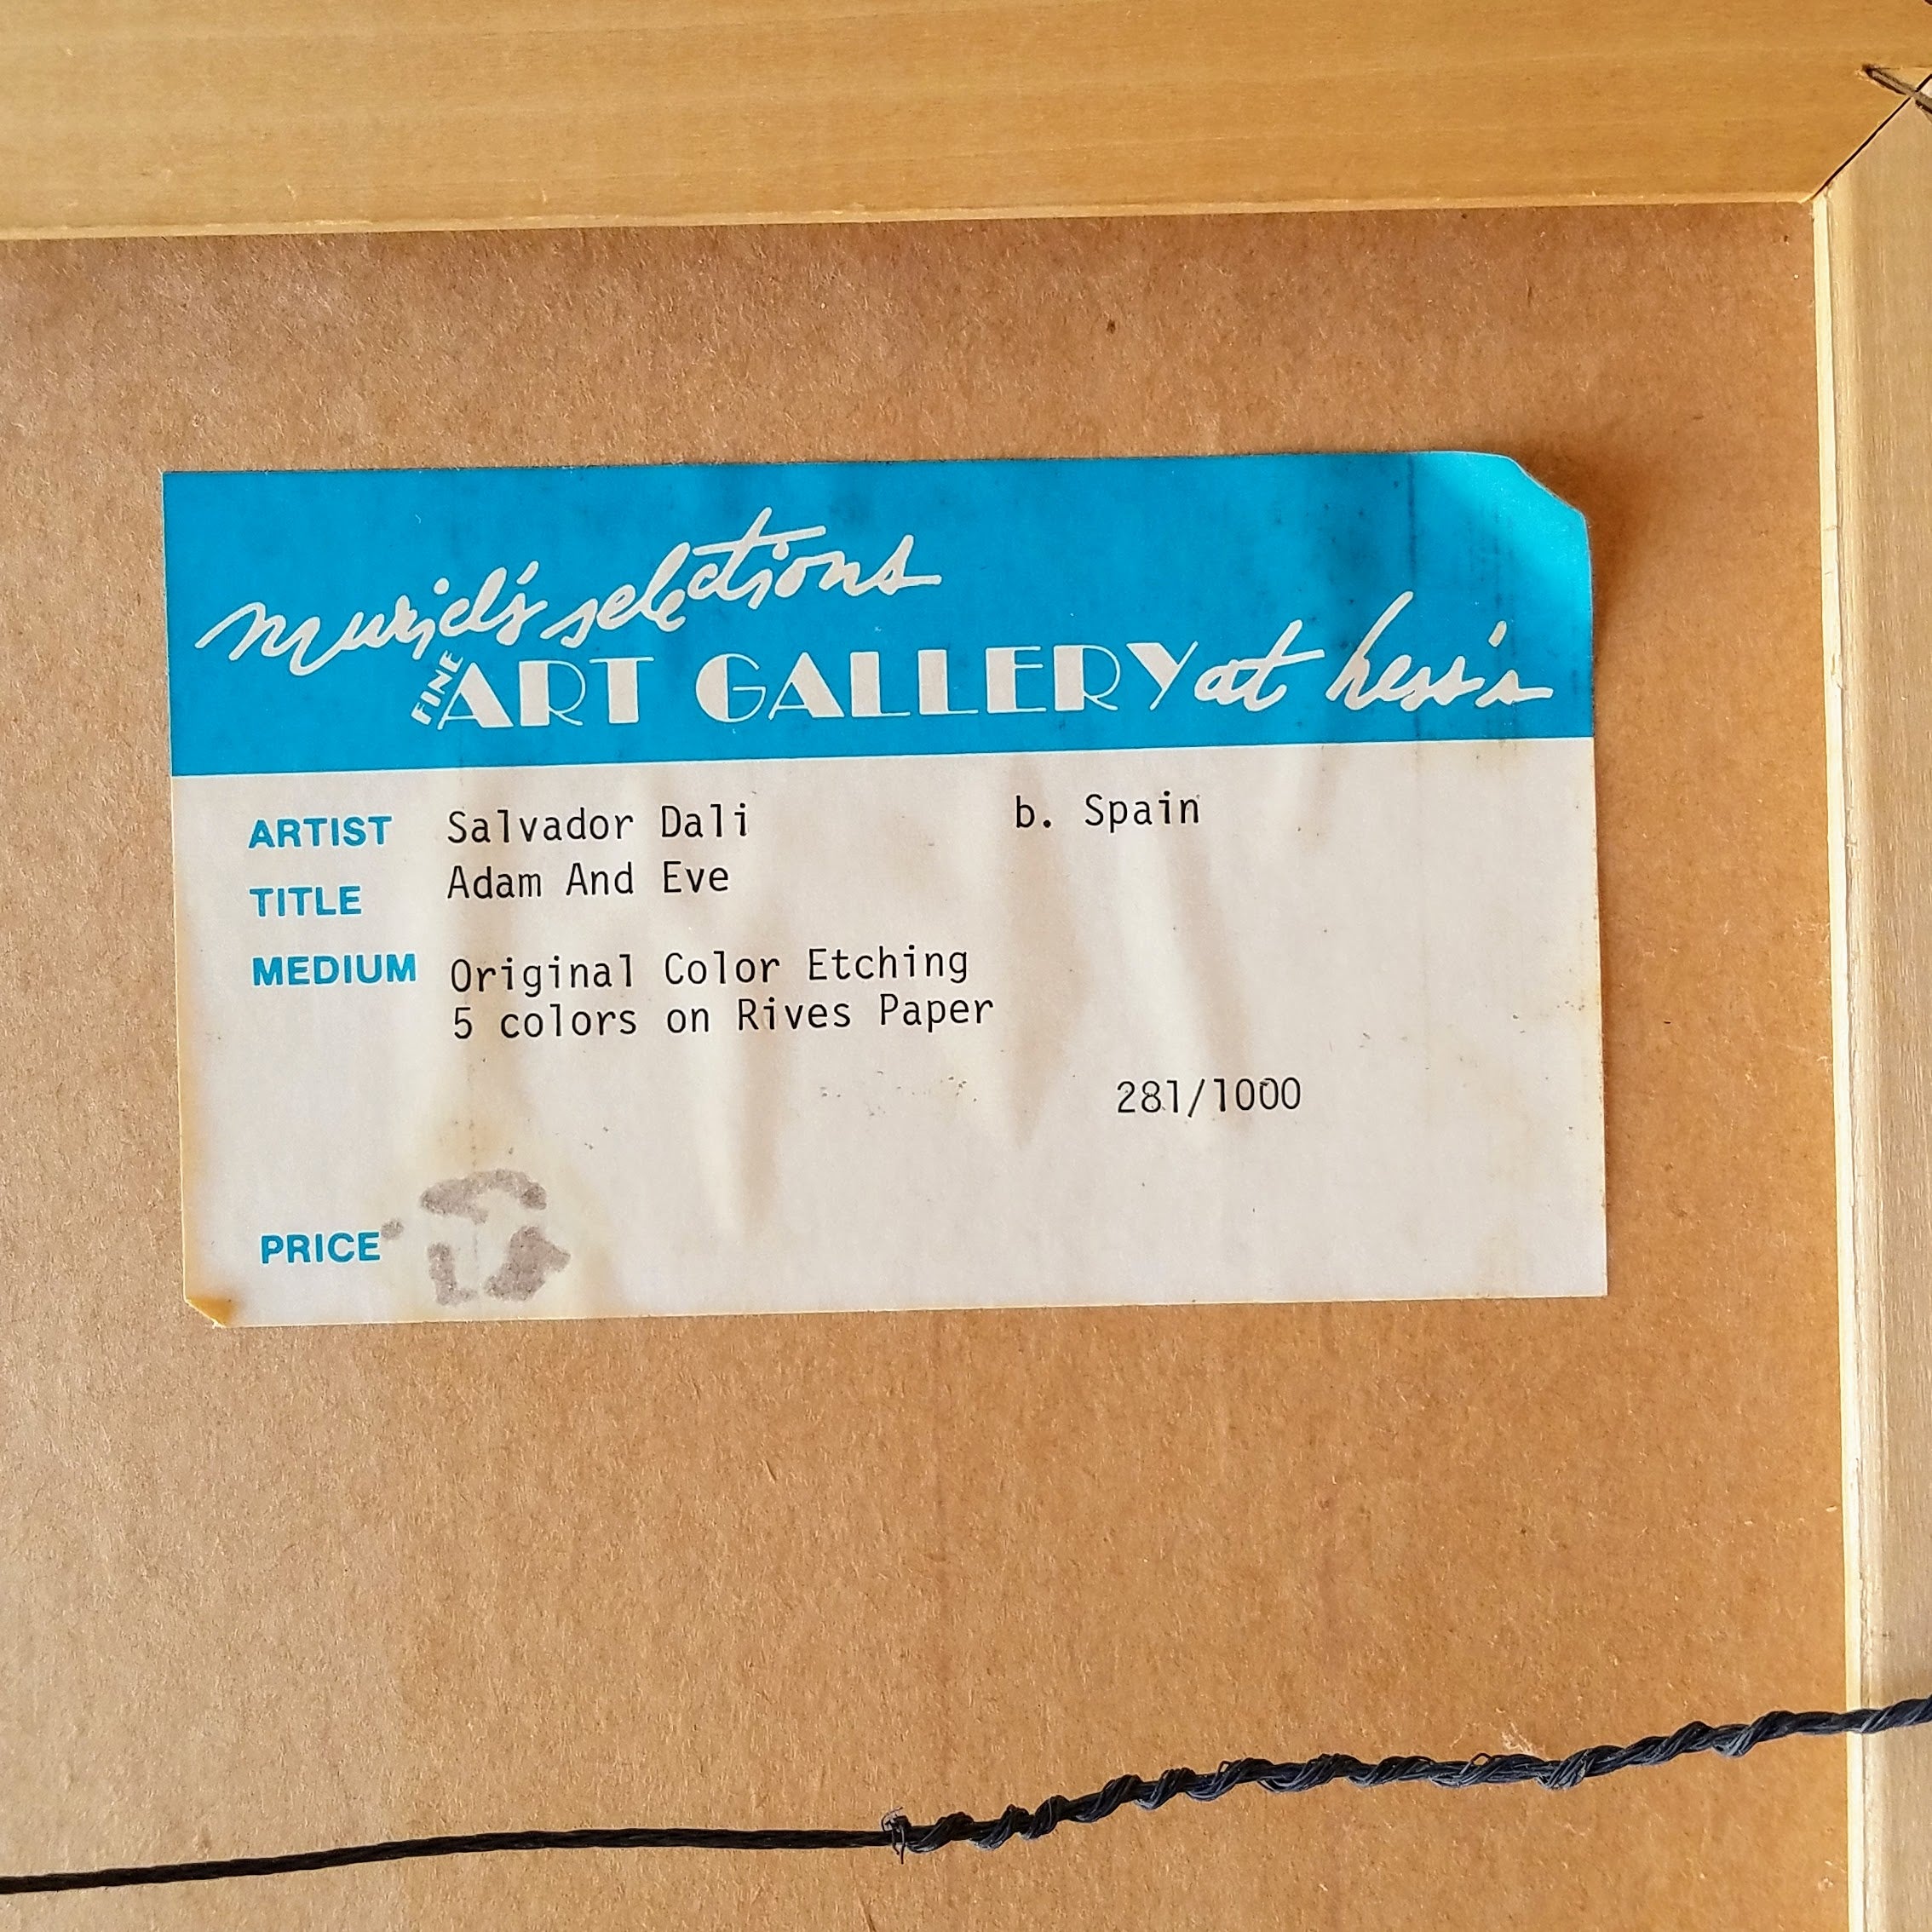 muriel's selections
FINE ART GALLERY at hess's
ARTIST Salvador Dali b. Spain
TITLE Adam And Eve
MEDIUM Original Color Etching
5 colors on Rives Paper
281/1000
PRICE